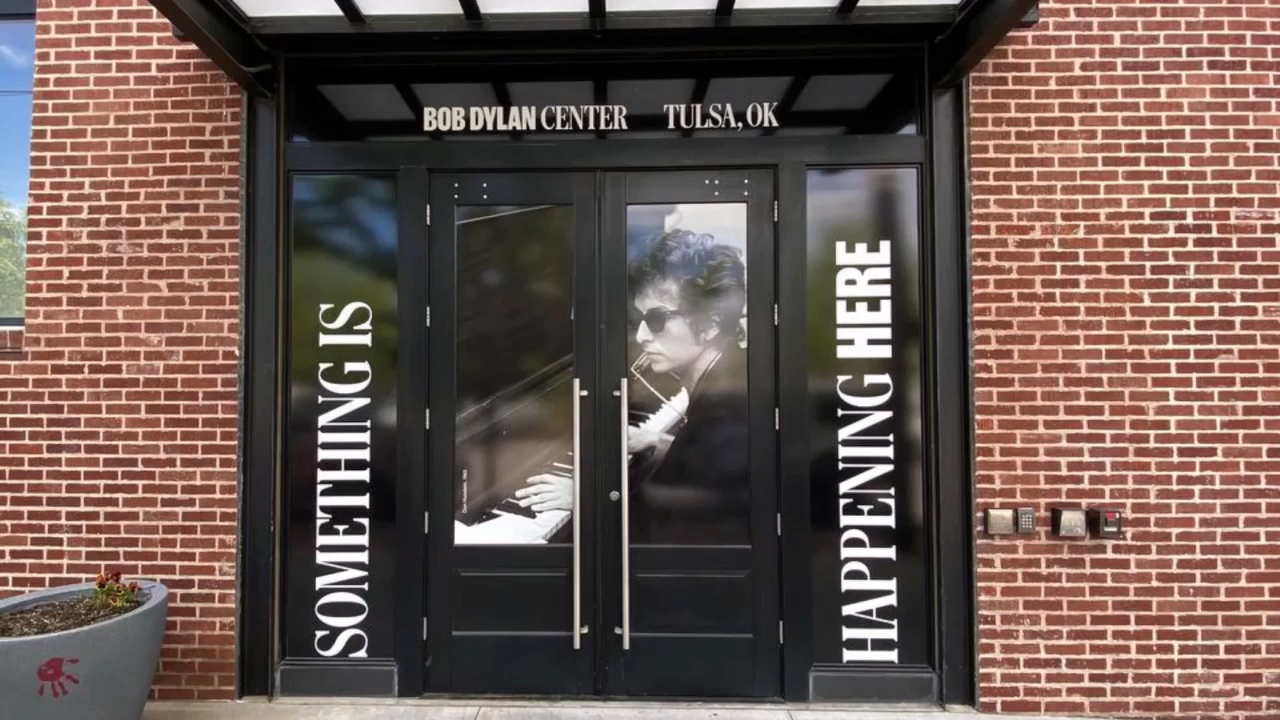 BOB DYLAN CENTER TULSA, OK
SOMETHING IS
HAPPENING HERE